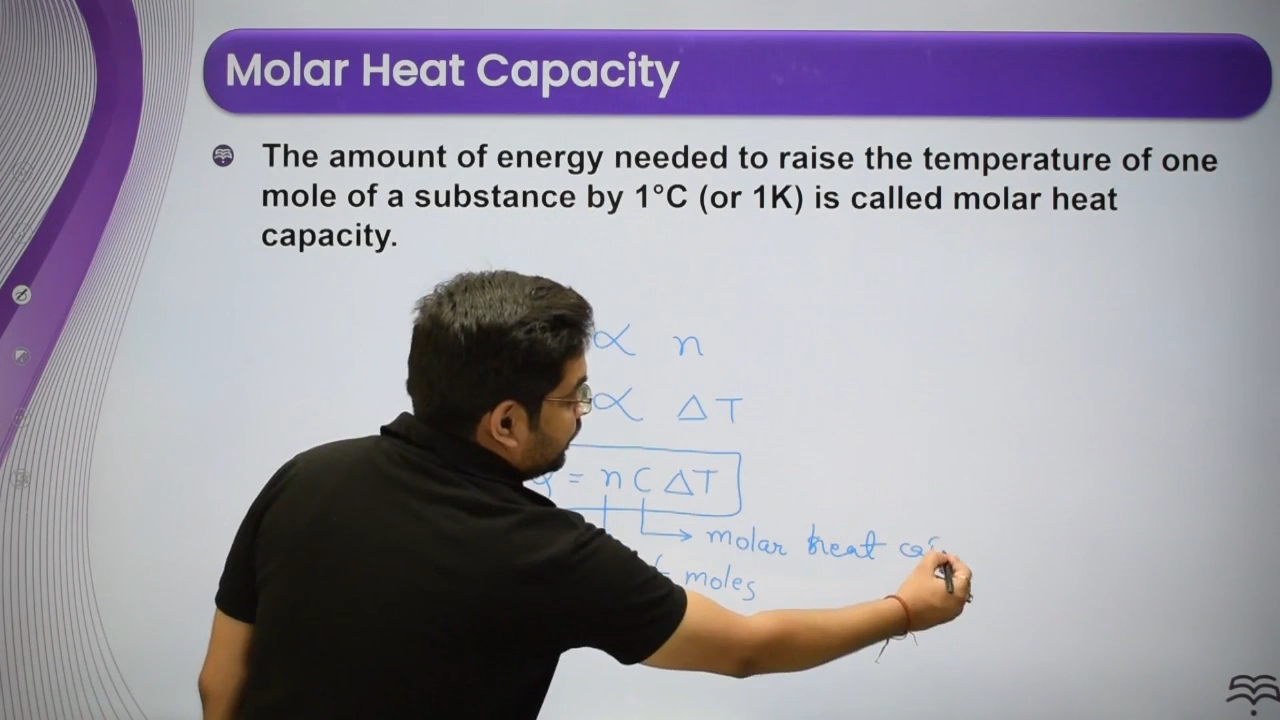 Molar Heat Capacity
The amount of energy needed to raise the temperature of one
mole of a substance by 1°C (or 1K) is called molar heat
capacity.
∝ n
∝ ΔT
= n C ΔT
→ molar heat
moles